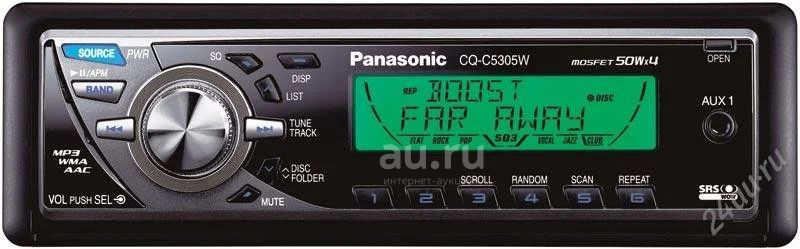 SOURCE PWR
▶II/APM
BAND
SQ
DISP
LIST
TUNE
TRACK
MP3
WMA
AAC
DISC
FOLDER
VOL PUSH SEL
MUTE
Panasonic CQ-C5305W MOSFET 50Wx4
REP BOOST DISC
FAR AWAY
FLAT ROCK POP SQ3 VOCAL JAZZ CLUB
au.ru
интернет-аукцион
SCROLL RANDOM SCAN REPEAT
1 2 3 4 5 6
OPEN
AUX 1
SRS
WOW
24au.ru